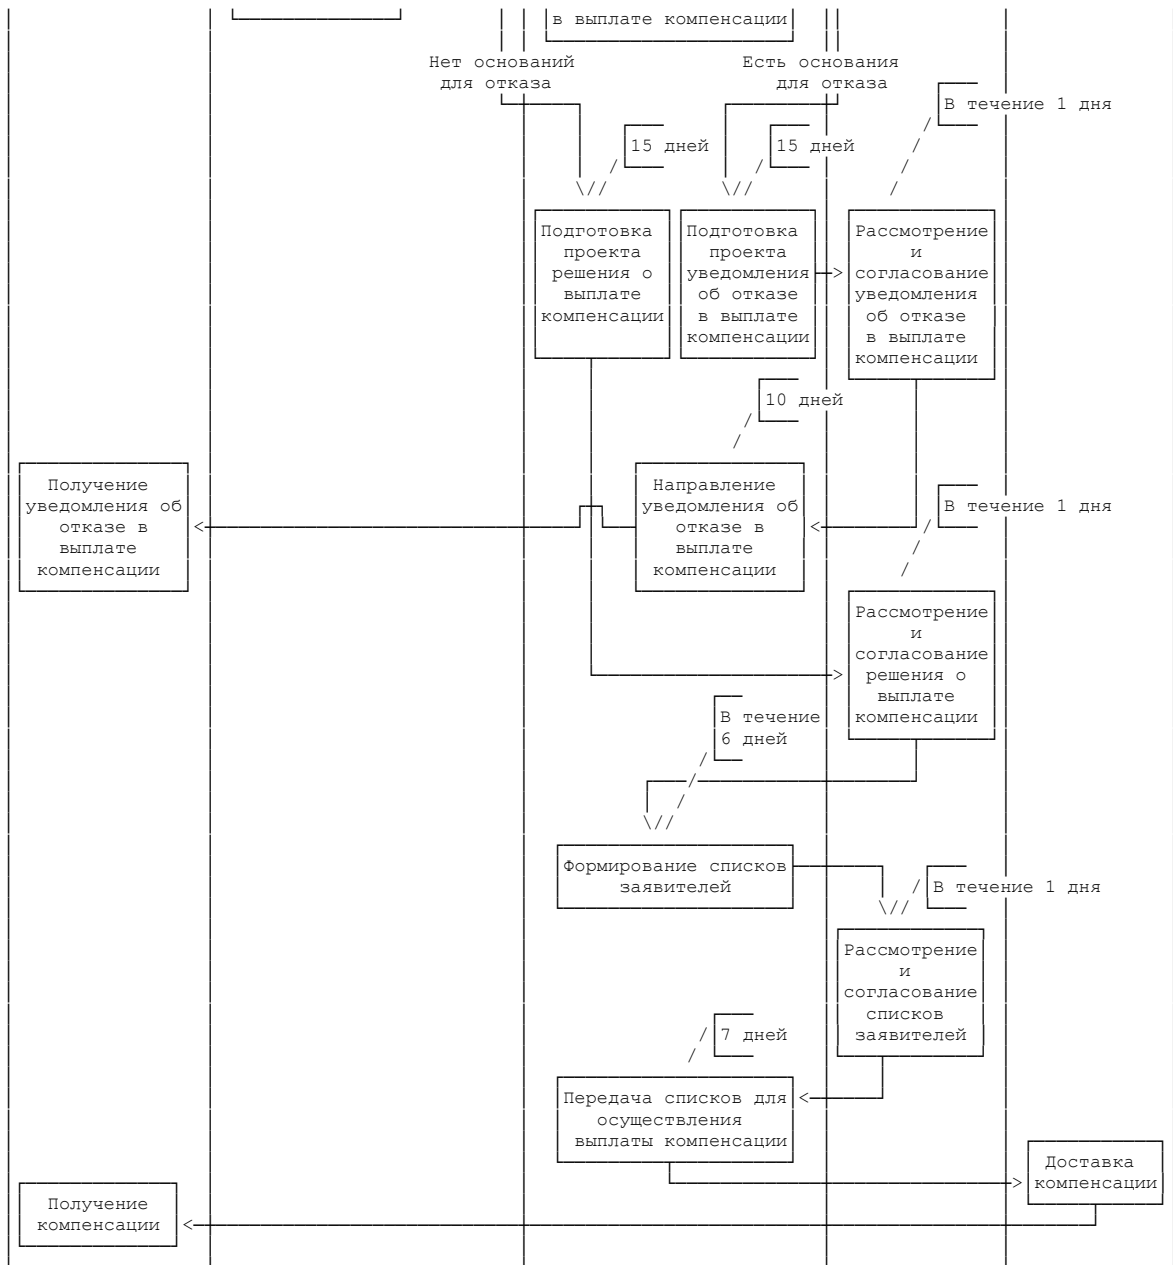 в выплате компенсации
Нет оснований
для отказа
Есть основания
для отказа
В течение 1 дня
15 дней
15 дней
Подготовка
проекта
решения о
выплате
компенсации
Подготовка
проекта
уведомления
об отказе
в выплате
компенсации
Рассмотрение
и
согласование
уведомления
об отказе
в выплате
компенсации
10 дней
Получение
уведомления об
отказе в
выплате
компенсации
Направление
уведомления об
отказе в
выплате
компенсации
В течение 1 дня
Рассмотрение
и
согласование
решения о
выплате
компенсации
В течение
6 дней
Формирование списков
заявителей
В течение 1 дня
Рассмотрение
и
согласование
списков
заявителей
7 дней
Передача списков для
осуществления
выплаты компенсации
Доставка
компенсации
Получение
компенсации